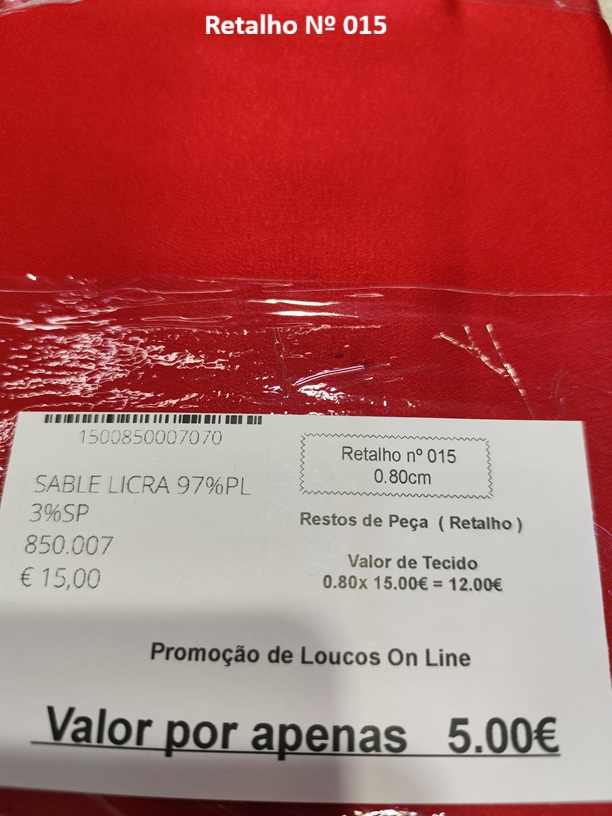 Retalho Nº 015
1500850007070
SABLE LICRA 97%PL
3%SP
850.007
€ 15,00
Retalho nº 015
0.80cm
Restos de Peça ( Retalho )
Valor de Tecido
0.80x 15.00€ = 12.00€
Promoção de Loucos On Line
Valor por apenas 5.00€